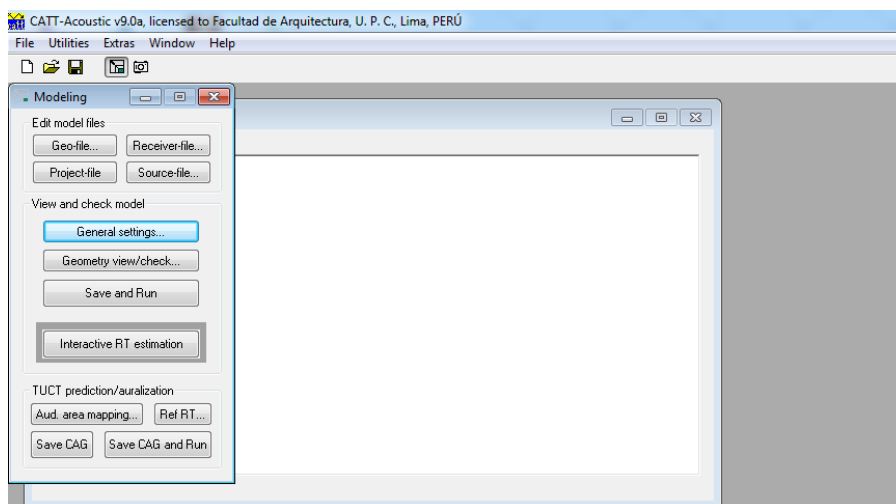 CATT-Acoustic v9.0a, licensed to Facultad de Arquitectura, U. P. C., Lima, PERÚ
File Utilities Extras Window Help
Modeling
Edit model files
Geo-file... Receiver-file...
Project-file Source-file...
View and check model
General settings...
Geometry view/check...
Save and Run
Interactive RT estimation
TUCT prediction/auralization
Aud. area mapping... Ref RT...
Save CAG Save CAG and Run